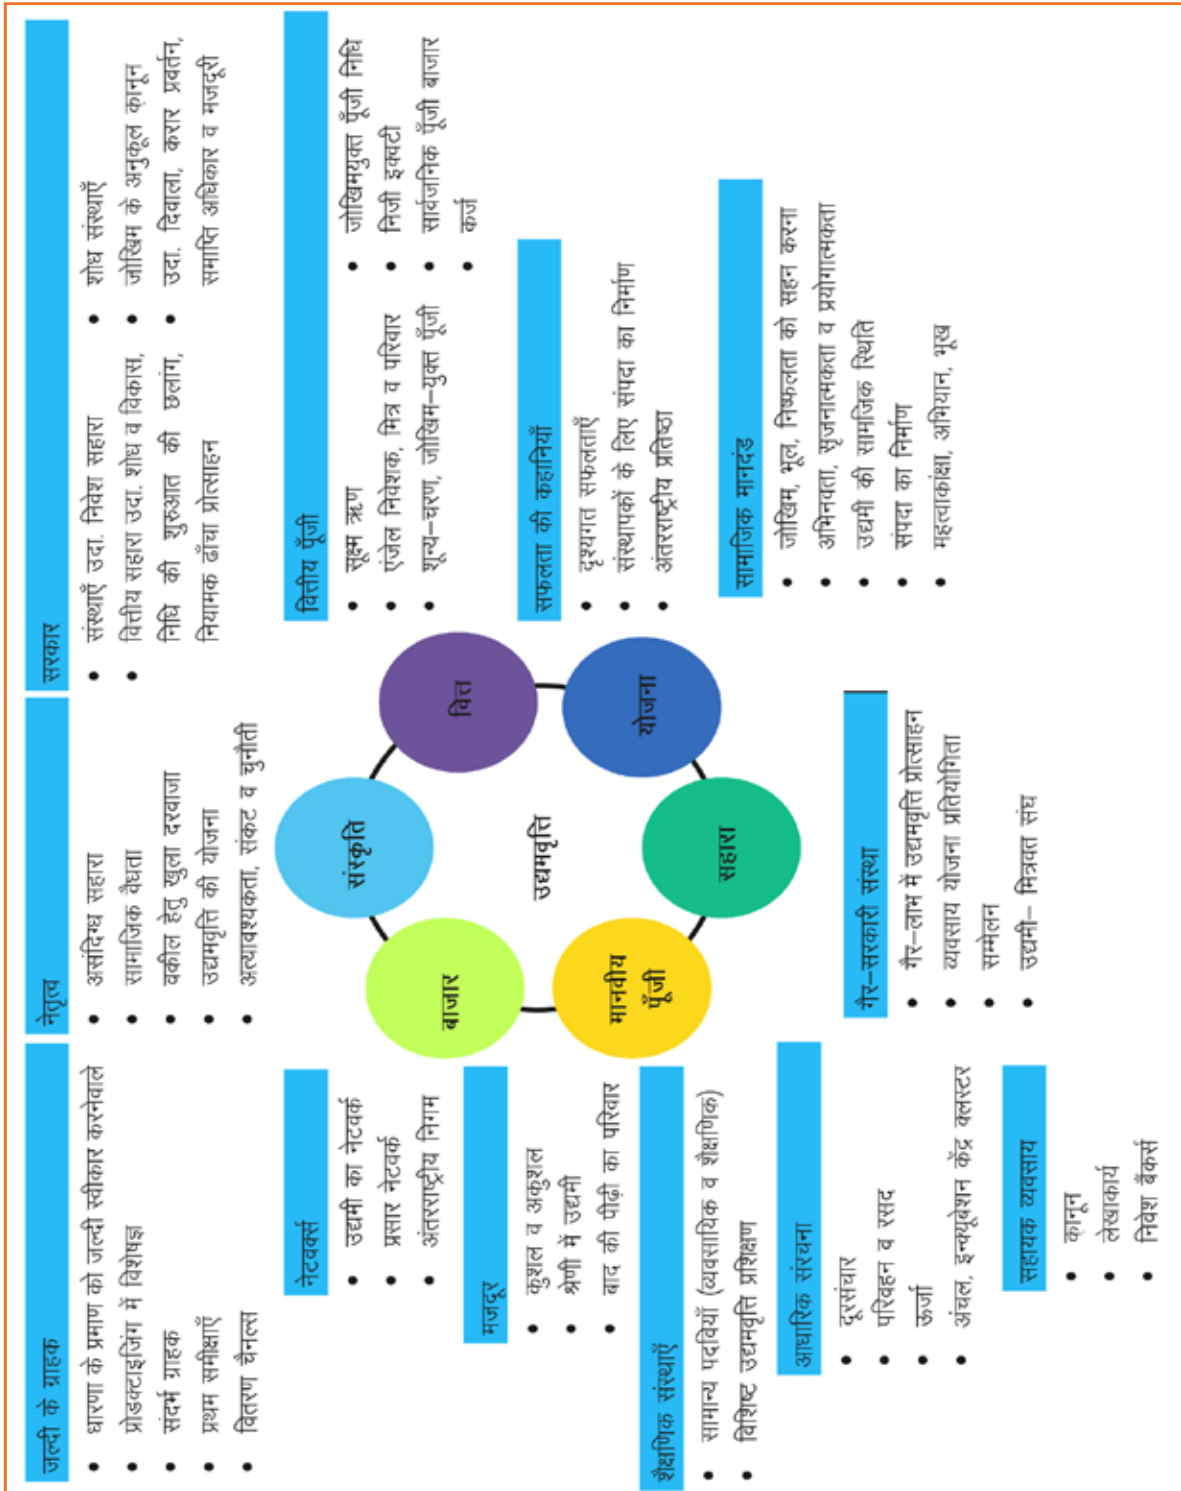 जल्दी के ग्राहक
• धारणा के प्रमाण को जल्दी स्वीकार करनेवाले
• प्रोडक्टाइजिंग में विशेषज्ञ
• संदर्भ ग्राहक
• प्रथम समीक्षाएँ
• वितरण चैनल्स
नेतृत्व
• असंदिग्ध सहारा
• सामाजिक वैधता
• वकील हेतु खुला दरवाजा
• उद्यमवृत्ति की योजना
• अत्यावश्यकता, संकट व चुनौती
सरकार
• संस्थाएँ उदा. निवेश सहारा
• वित्तीय सहारा उदा. शोध व विकास,
निधि की शुरुआत की छलांग,
नियामक ढाँचा प्रोत्साहन
• शोध संस्थाएँ
• जोखिम के अनुकूल क़ानून
• उदा. दिवाला, करार प्रवर्तन,
समाप्ति अधिकार व मजदूरी
नेटवर्क्स
• उद्यमी का नेटवर्क
• प्रसार नेटवर्क
• अंतरराष्ट्रीय निगम
वित्तीय पूँजी
• सूक्ष्म ऋण
• एंजेल निवेशक, मित्र व परिवार
• शून्य-चरण, जोखिम-युक्त पूँजी
• जोखिमयुक्त पूँजी निधि
• निजी इक्वटी
• सार्वजनिक पूँजी बाजार
• कर्ज
मजदूर
• कुशल व अकुशल
• श्रेणी में उद्यमी
• बाद की पीढ़ी का परिवार
बाजार
संस्कृति
वित्त
उद्यमवृत्ति
मानवीय
पूँजी
सहारा
योजना
सफलता की कहानियाँ
• दृश्यगत सफलताएँ
• संस्थापकों के लिए संपदा का निर्माण
• अंतरराष्ट्रीय प्रतिष्ठा
शैक्षणिक संस्थाएँ
• सामान्य पदवियाँ (व्यवसायिक व शैक्षणिक)
• विशिष्ट उद्यमवृत्ति प्रशिक्षण
सामाजिक मानदंड
• जोखिम, भूल, निष्फलता को सहन करना
• अभिनवता, सृजनात्मकता व प्रयोगात्मकता
• उद्यमी की सामाजिक स्थिति
• संपदा का निर्माण
• महत्त्वाकांक्षा, अभियान, भूख
आधारिक संरचना
• दूरसंचार
• परिवहन व रसद
• ऊर्जा
• अंचल, इन्क्यूबेशन केंद्र क्लस्टर
गैर-सरकारी संस्था
• गैर-लाभ में उद्यमवृत्ति प्रोत्साहन
• व्यवसाय योजना प्रतियोगिता
• सम्मेलन
• उद्यमी- मित्रवत संघ
सहायक व्यवसाय
• क़ानून
• लेखाकार्य
• निवेश बैंकर्स